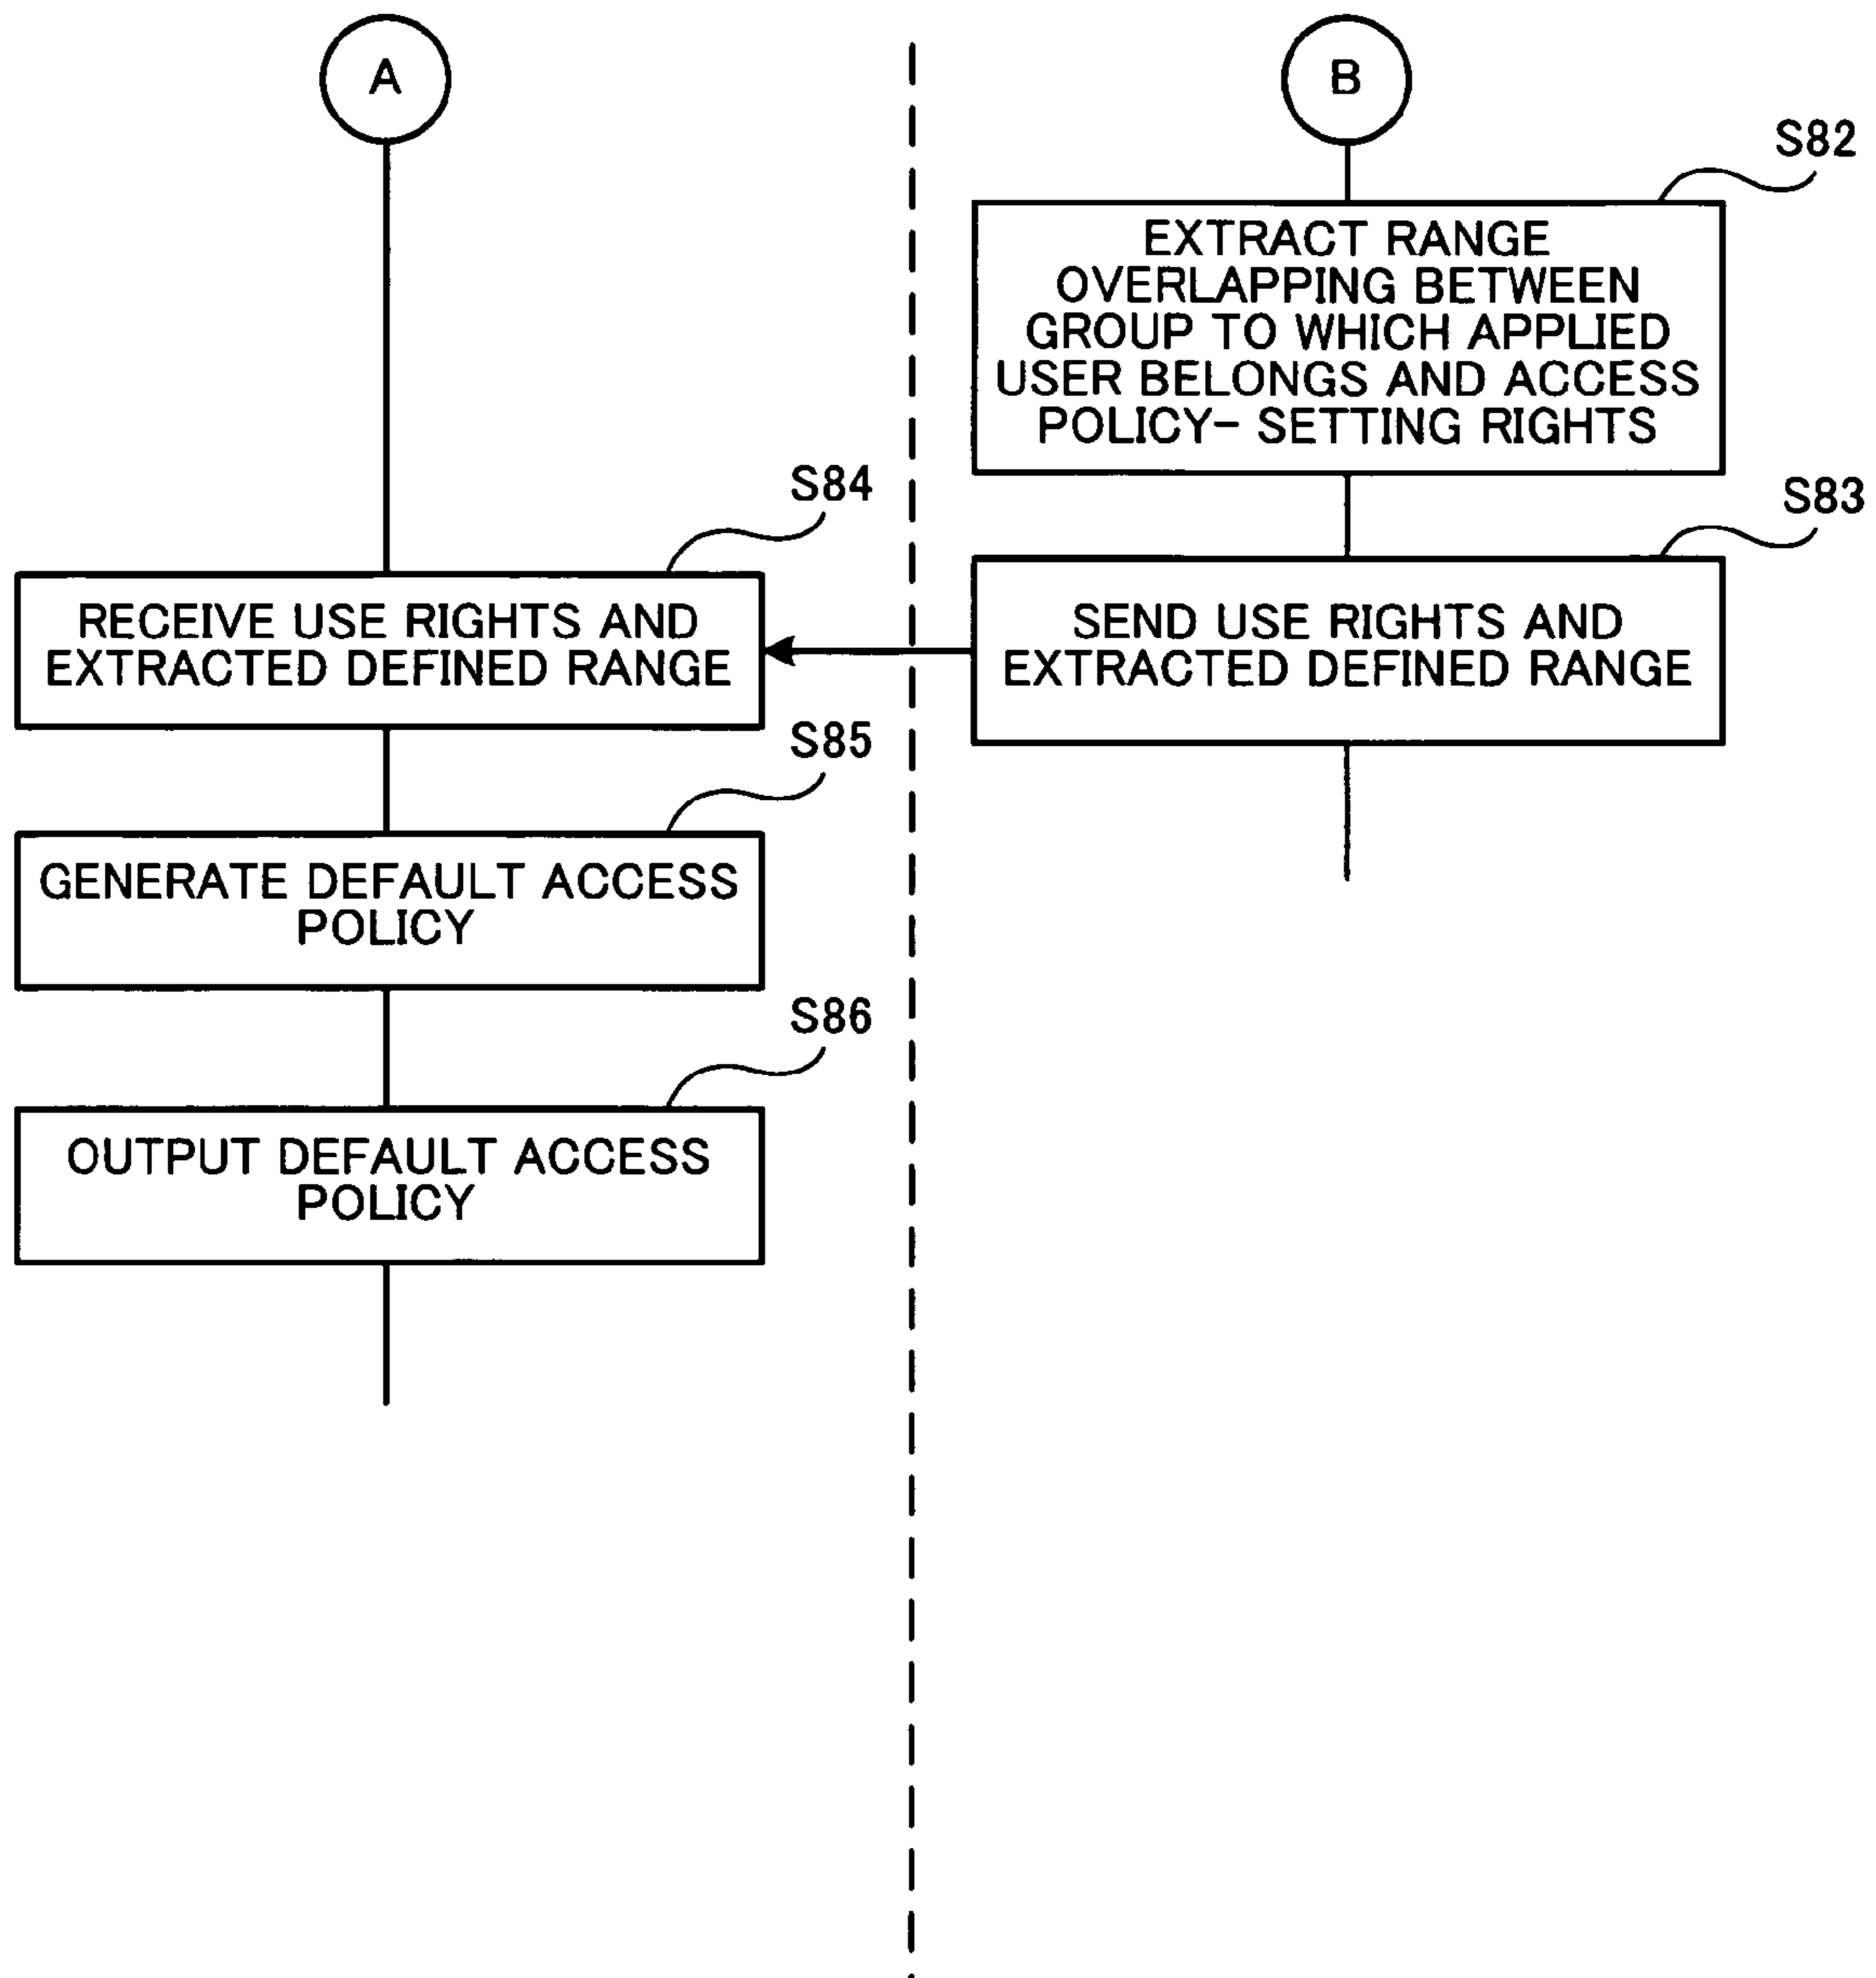 A
B
S82
EXTRACT RANGE
OVERLAPPING BETWEEN
GROUP TO WHICH APPLIED
USER BELONGS AND ACCESS
POLICY- SETTING RIGHTS
S84
S83
RECEIVE USE RIGHTS AND
EXTRACTED DEFINED RANGE
SEND USE RIGHTS AND
EXTRACTED DEFINED RANGE
S85
GENERATE DEFAULT ACCESS
POLICY
S86
OUTPUT DEFAULT ACCESS
POLICY